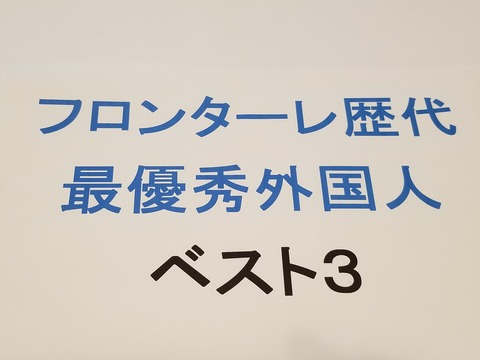 フロンターレ歴代
最優秀外国人
ベスト3